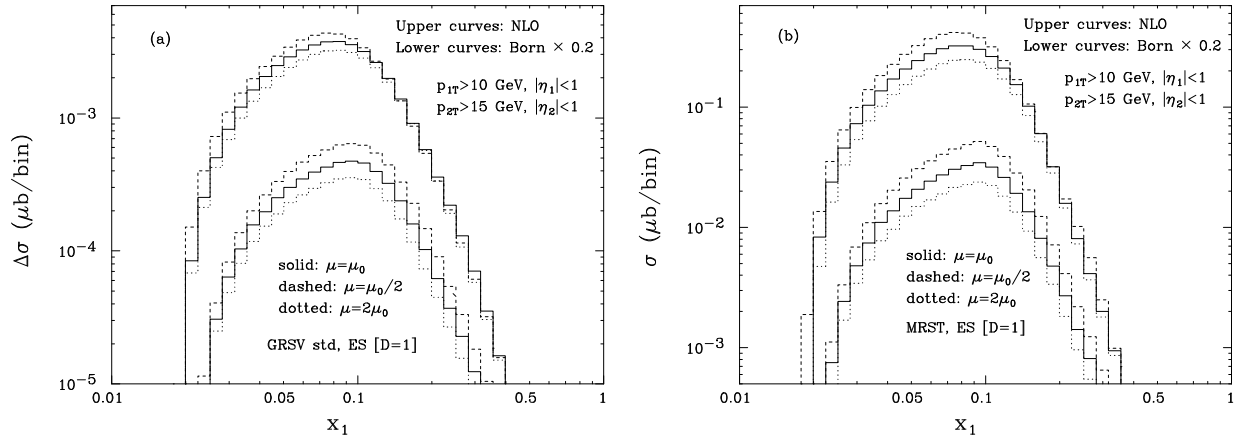 (a)
Upper curves: NLO
Lower curves: Born × 0.2
p₁T>10 GeV, |η₁|<1
p₂T>15 GeV, |η₂|<1
10⁻³
10⁻⁴
10⁻⁵
Δσ (μb/bin)
solid: μ=μ₀
dashed: μ=μ₀/2
dotted: μ=2μ₀
GRSV std, ES [D=1]
0.01 0.05 0.1 0.5 1
x₁
(b)
Upper curves: NLO
Lower curves: Born × 0.2
p₁T>10 GeV, |η₁|<1
p₂T>15 GeV, |η₂|<1
10⁻¹
10⁻²
10⁻³
σ (μb/bin)
solid: μ=μ₀
dashed: μ=μ₀/2
dotted: μ=2μ₀
MRST, ES [D=1]
0.01 0.05 0.1 0.5 1
x₁